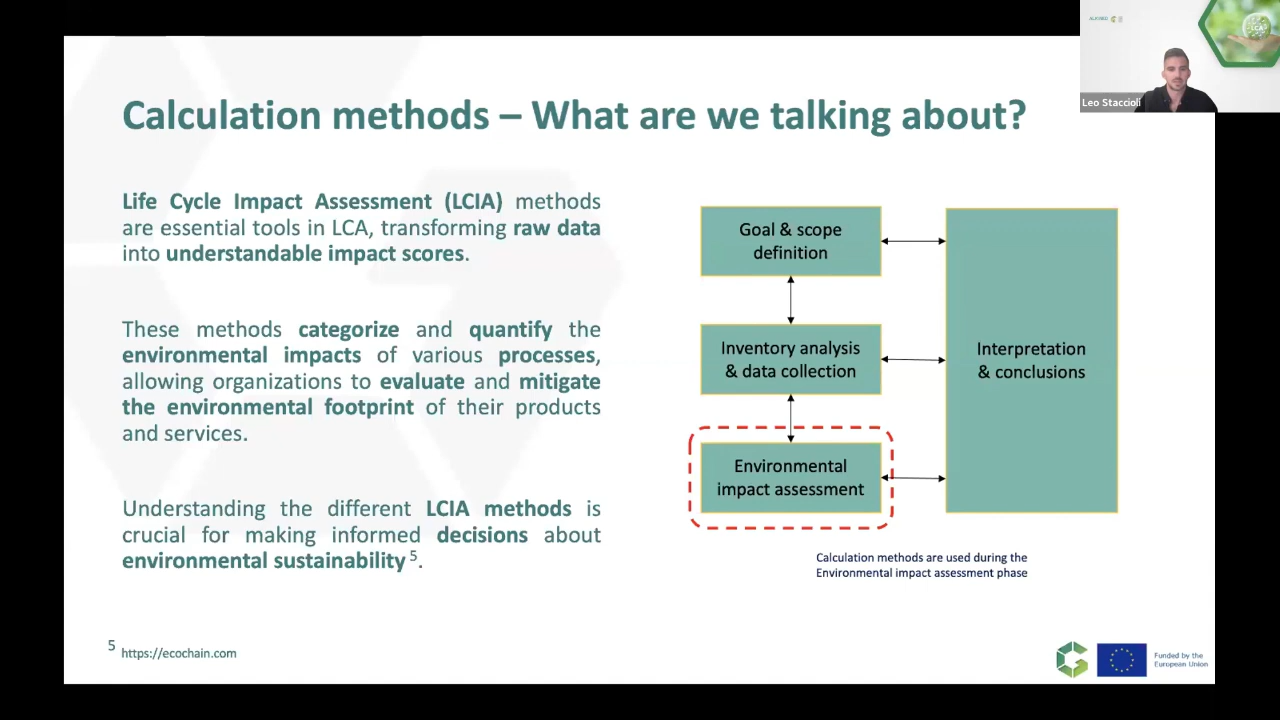 Calculation methods – What are we talking about?
Life Cycle Impact Assessment (LCIA) methods
are essential tools in LCA, transforming raw data
into understandable impact scores.
These methods categorize and quantify the
environmental impacts of various processes,
allowing organizations to evaluate and mitigate
the environmental footprint of their products
and services.
Understanding the different LCIA methods is
crucial for making informed decisions about
environmental sustainability 5.
Goal & scope
definition
Inventory analysis
& data collection
Environmental
impact assessment
Interpretation
& conclusions
Calculation methods are used during the
Environmental impact assessment phase
5 https://ecochain.com
Funded by the
European Union
Leo Staccioli
LCA